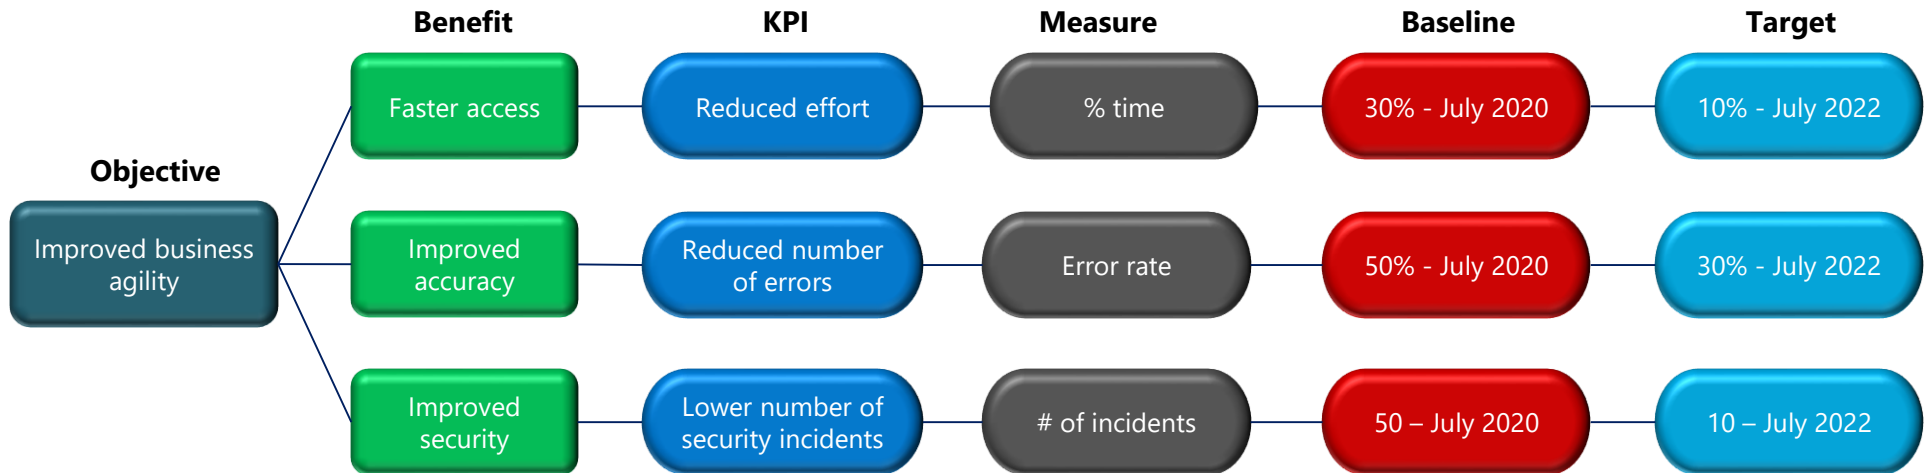 Benefit
KPI
Measure
Baseline
Target
Faster access
Reduced effort
% time
30% - July 2020
10% - July 2022
Objective
Improved business
agility
Improved
accuracy
Reduced number
of errors
Error rate
50% - July 2020
30% - July 2022
Improved
security
Lower number of
security incidents
# of incidents
50 – July 2020
10 – July 2022